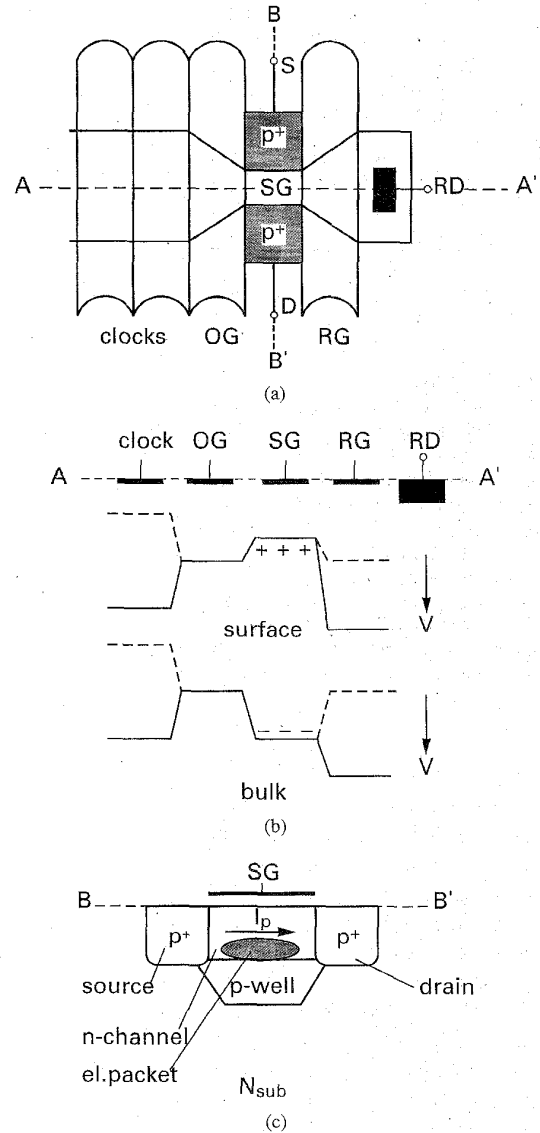 B
S
p+
A SG RD A'
p+
D
clocks OG RG
B'
(a)
clock OG SG RG RD
A A'
+ + +
surface
V
bulk
V
(b)
SG
B B'
Ip
p+ p+
source p-well drain
n-channel
el.packet
Nsub
(c)